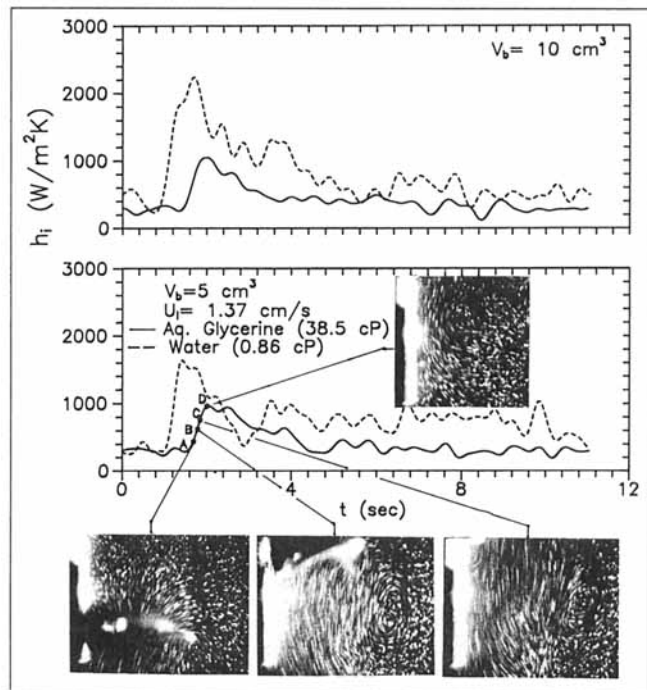 3000
V_b = 10 cm³
2000
1000
0
h_i (W/m²K)
3000
V_b=5 cm³
U_l= 1.37 cm/s
Aq. Glycerine (38.5 cP)
Water (0.86 cP)
2000
1000
0
D
C
B
A
0 4 8 12
t (sec)